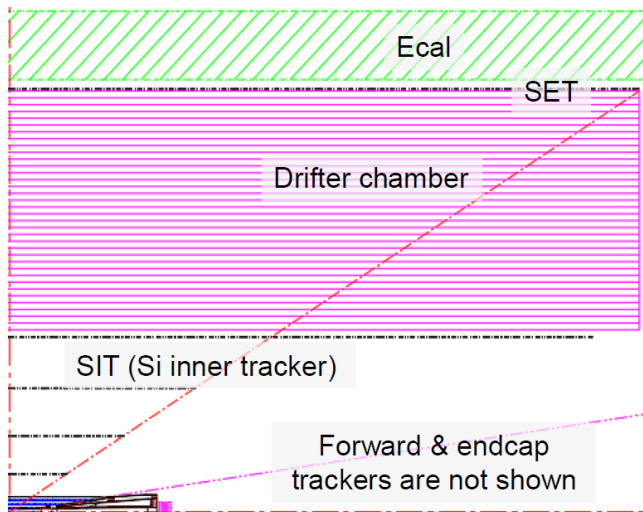 Ecal
SET
Drifter chamber
SIT (Si inner tracker)
Forward & endcap
trackers are not shown